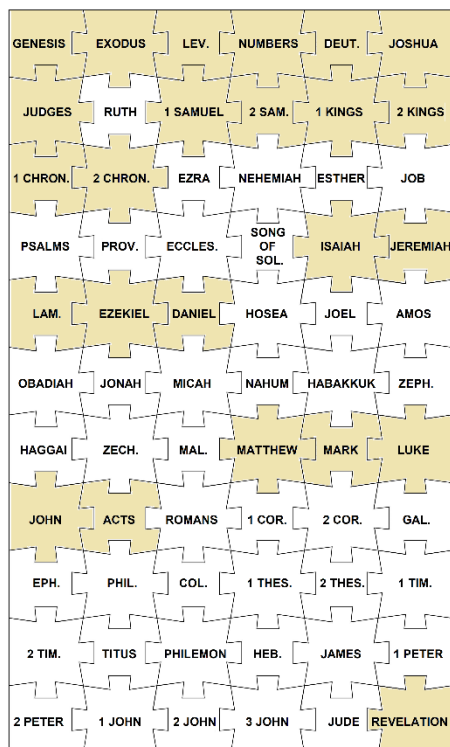 GENESIS EXODUS LEV. NUMBERS DEUT. JOSHUA
JUDGES RUTH 1 SAMUEL 2 SAM. 1 KINGS 2 KINGS
1 CHRON. 2 CHRON. EZRA NEHEMIAH ESTHER JOB
PSALMS PROV. ECCLES. SONG OF SOL. ISAIAH JEREMIAH
LAM. EZEKIEL DANIEL HOSEA JOEL AMOS
OBADIAH JONAH MICAH NAHUM HABAKKUK ZEPH.
HAGGAI ZECH. MAL. MATTHEW MARK LUKE
JOHN ACTS ROMANS 1 COR. 2 COR. GAL.
EPH. PHIL. COL. 1 THES. 2 THES. 1 TIM.
2 TIM. TITUS PHILEMON HEB. JAMES 1 PETER
2 PETER 1 JOHN 2 JOHN 3 JOHN JUDE REVELATION